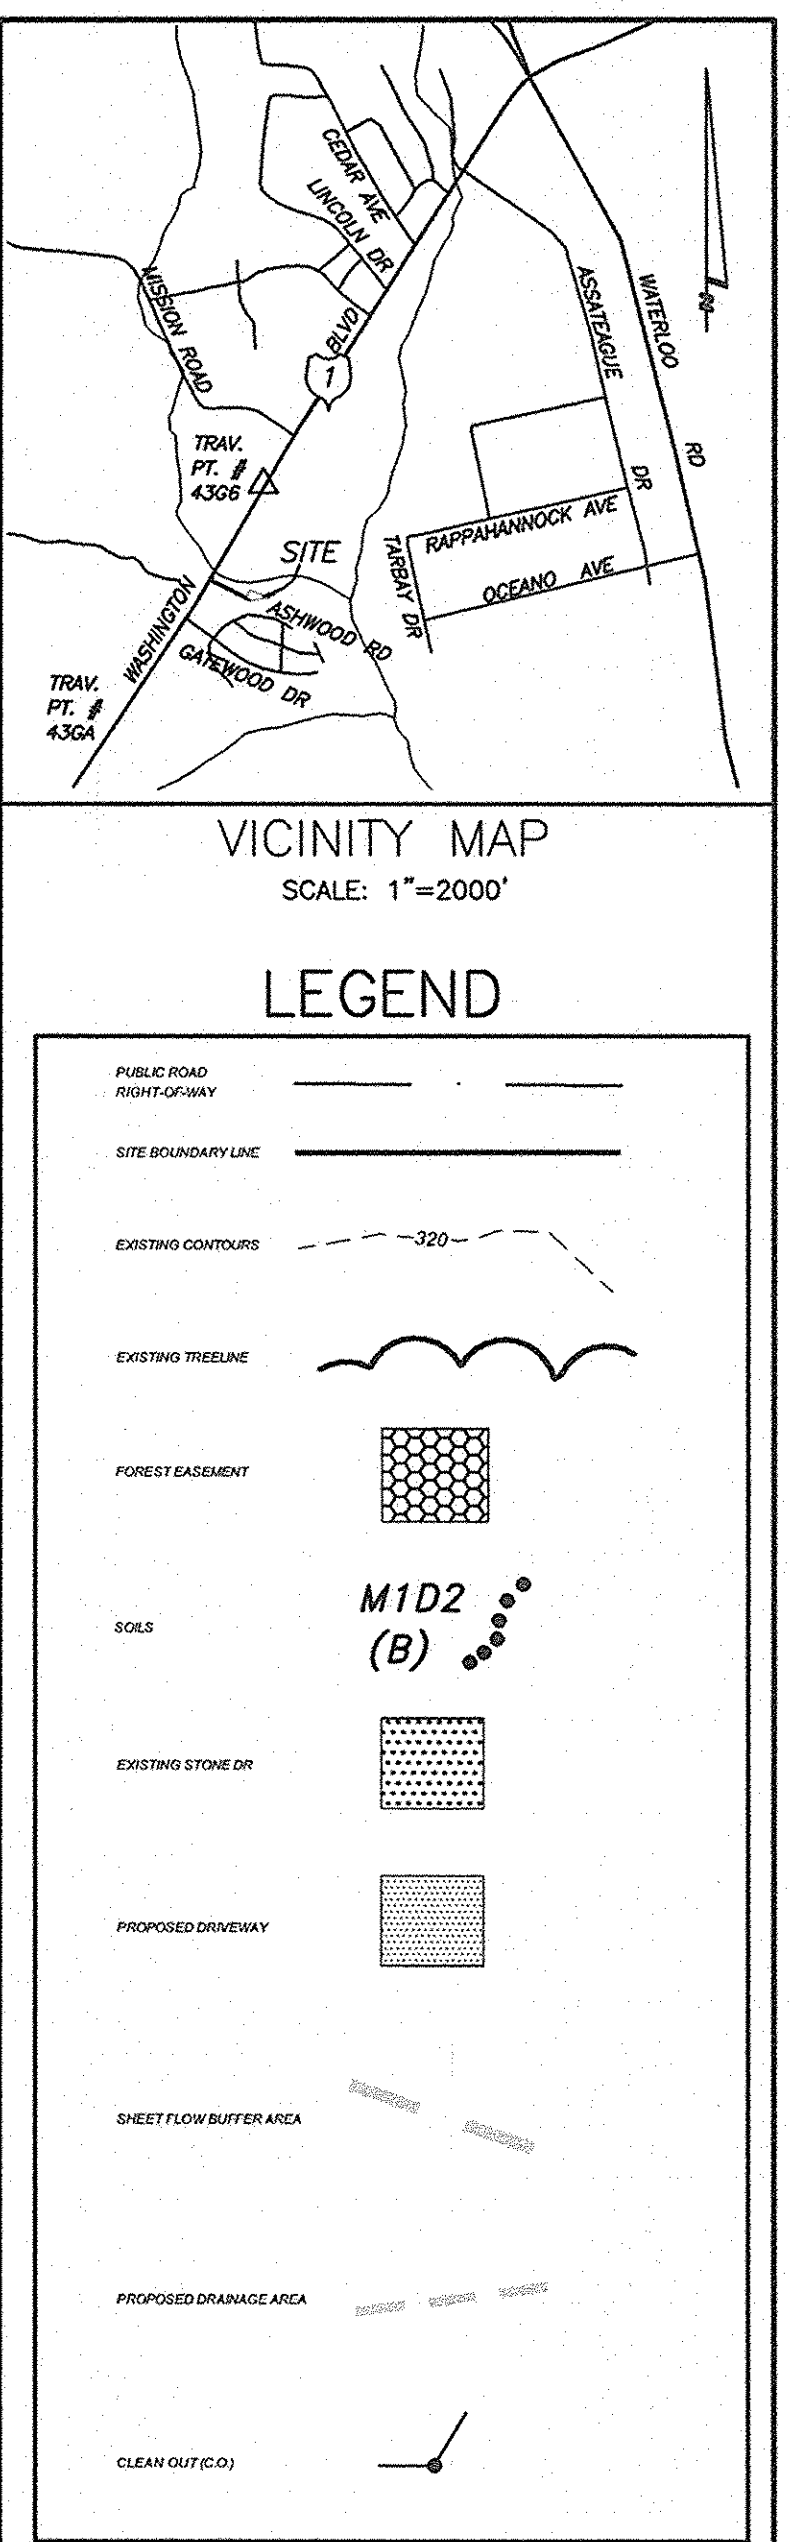 CEDAR AVE
LINCOLN DR
MISSION ROAD
BLVD
1
ASSATEAGUE DR
WATERLOO RD
N
TRAV.
PT. #
43G6
SITE
RAPPAHANNOCK AVE
TARBAY DR
OCEANO AVE
WASHINGTON
ASHWOOD RD
GATEWOOD DR
TRAV.
PT. #
43GA
VICINITY MAP
SCALE: 1"=2000'
LEGEND
PUBLIC ROAD
RIGHT-OF-WAY
SITE BOUNDARY LINE
EXISTING CONTOURS
320
EXISTING TREELINE
FOREST EASEMENT
SOILS
M1D2
(B)
EXISTING STONE DR
PROPOSED DRIVEWAY
SHEET FLOW BUFFER AREA
PROPOSED DRAINAGE AREA
CLEAN OUT (C.O.)